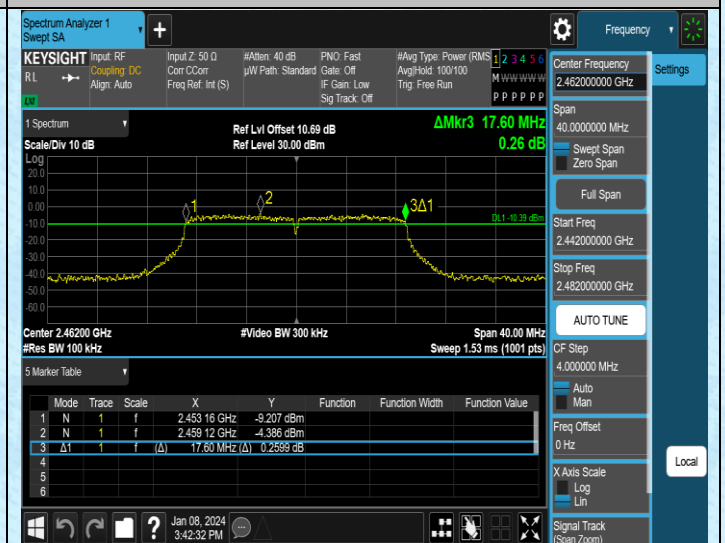 Spectrum Analyzer 1
Swept SA
+
Frequency
KEYSIGHT
RL
LXI
Input: RF
Coupling: DC
Align: Auto
Input Z: 50 Ω
Corr CCorr
Freq Ref: Int (S)
#Atten: 40 dB
µW Path: Standard
PNO: Fast
Gate: Off
IF Gain: Low
Sig Track: Off
#Avg Type: Power (RMS
Avg|Hold: 100/100
Trig: Free Run
1 2 3 4 5 6
M W W W W W
P P P P P P
1 Spectrum
Scale/Div 10 dB
Ref Lvl Offset 10.69 dB
Ref Level 30.00 dBm
ΔMkr3 17.60 MHz
0.26 dB
Log
20.0
10.0
0.00
-10.0
-20.0
-30.0
-40.0
-50.0
-60.0
1
2
3Δ1
DL1 -10.39 dBm
Center 2.46200 GHz
#Res BW 100 kHz
#Video BW 300 kHz
Span 40.00 MHz
Sweep 1.53 ms (1001 pts)
5 Marker Table
Mode Trace Scale X Y Function Function Width Function Value
1 N 1 f 2.453 16 GHz -9.207 dBm
2 N 1 f 2.459 12 GHz -4.386 dBm
3 Δ1 1 f (Δ) 17.60 MHz (Δ) 0.2599 dB
4
5
6
Jan 08, 2024
3:42:32 PM
?
Center Frequency
2.462000000 GHz
Settings
Span
40.0000000 MHz
Swept Span
Zero Span
Full Span
Start Freq
2.442000000 GHz
Stop Freq
2.482000000 GHz
AUTO TUNE
CF Step
4.000000 MHz
Auto
Man
Freq Offset
0 Hz
Local
X Axis Scale
Log
Lin
Signal Track
(Span Zoom)